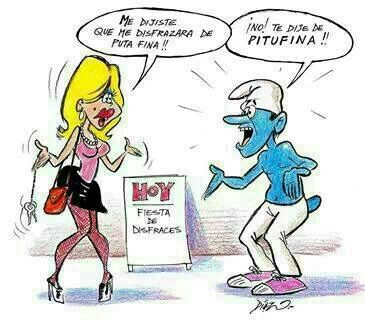 ME DIJISTE
QUE ME DISFRAZARA DE
PUTA FINA!!
¡NO! TE DIJE DE
PITUFINA!!
HOY
FIESTA
DE
DISFRACES